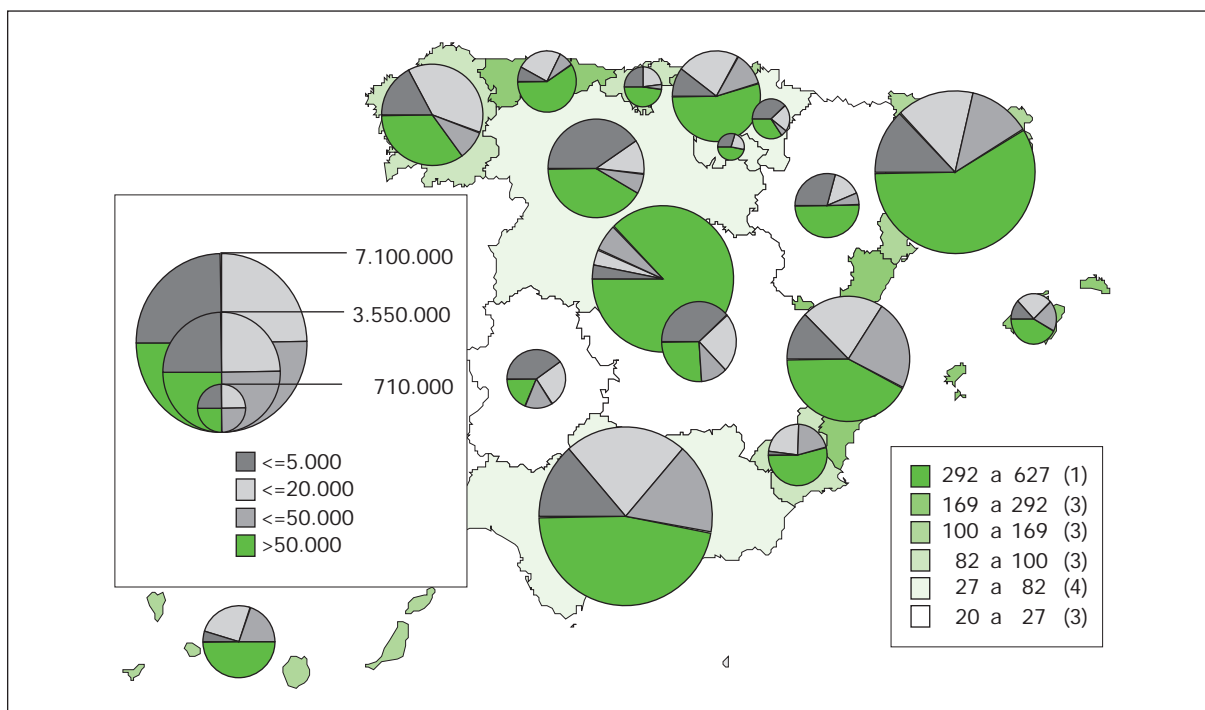 7.100.000
3.550.000
710.000
<=5.000
<=20.000
<=50.000
>50.000
292 a 627 (1)
169 a 292 (3)
100 a 169 (3)
82 a 100 (3)
27 a 82 (4)
20 a 27 (3)